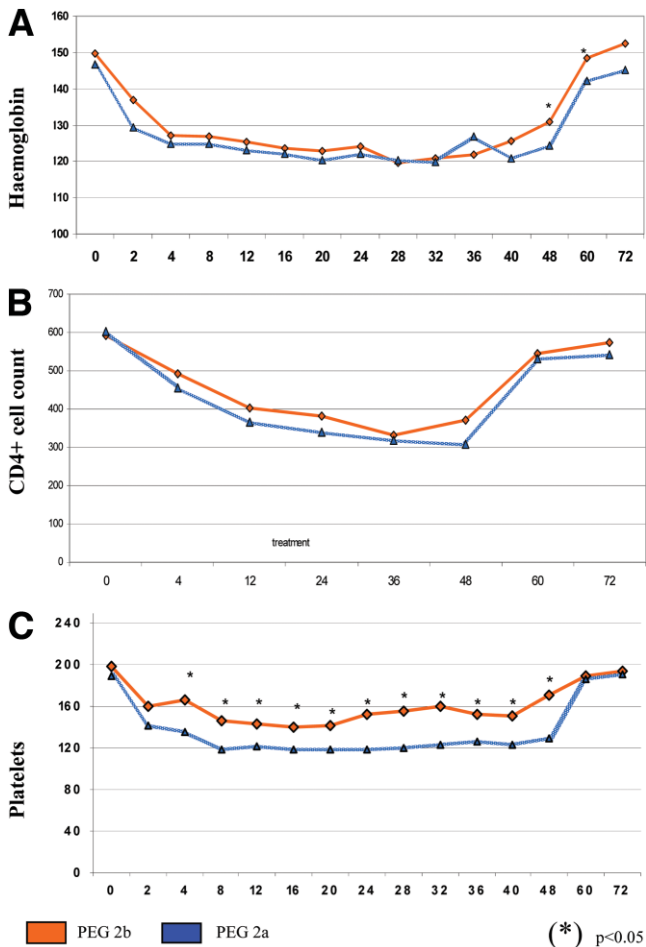 A
Haemoglobin
160
150
140
130
120
110
100
* *
0 2 4 8 12 16 20 24 28 32 36 40 48 60 72
B
CD4+ cell count
700
600
500
400
300
200
100
0
treatment
0 4 12 24 36 48 60 72
C
Platelets
240
200
160
120
80
40
0
* * * * * * * * * * *
0 2 4 8 12 16 20 24 28 32 36 40 48 60 72
PEG 2b PEG 2a (*) p<0.05